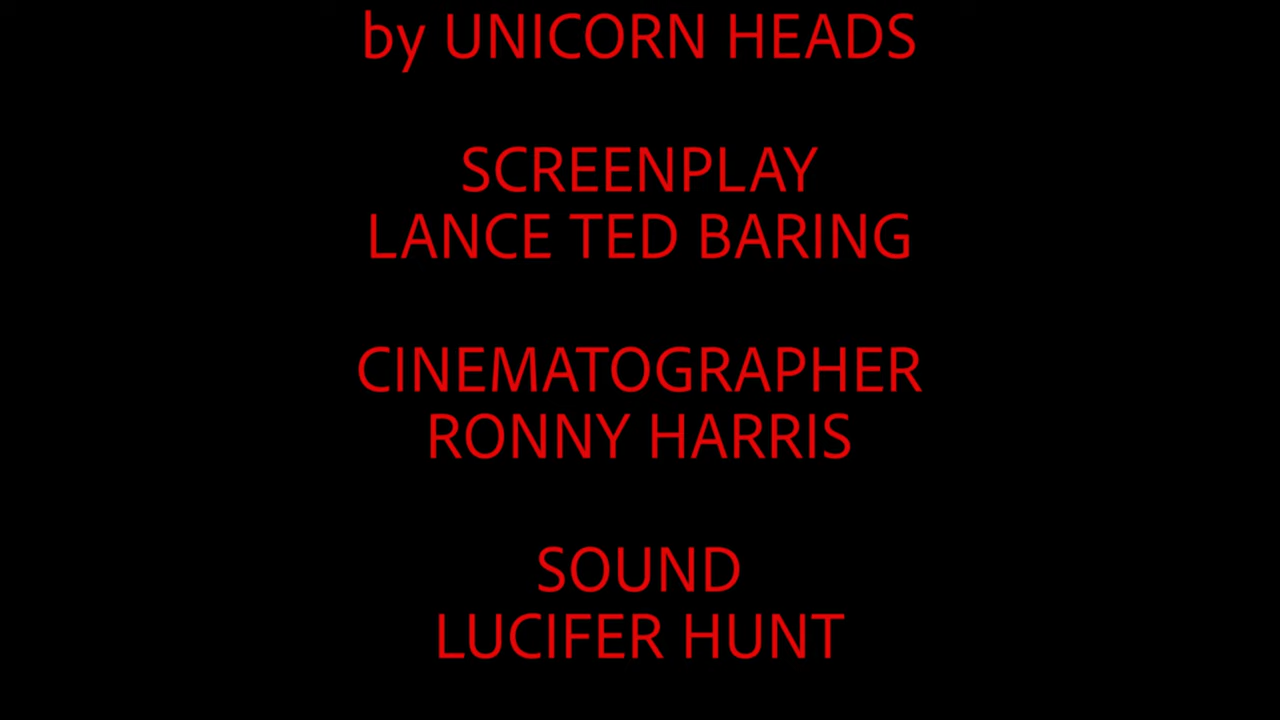 by UNICORN HEADS
SCREENPLAY
LANCE TED BARING
CINEMATOGRAPHER
RONNY HARRIS
SOUND
LUCIFER HUNT